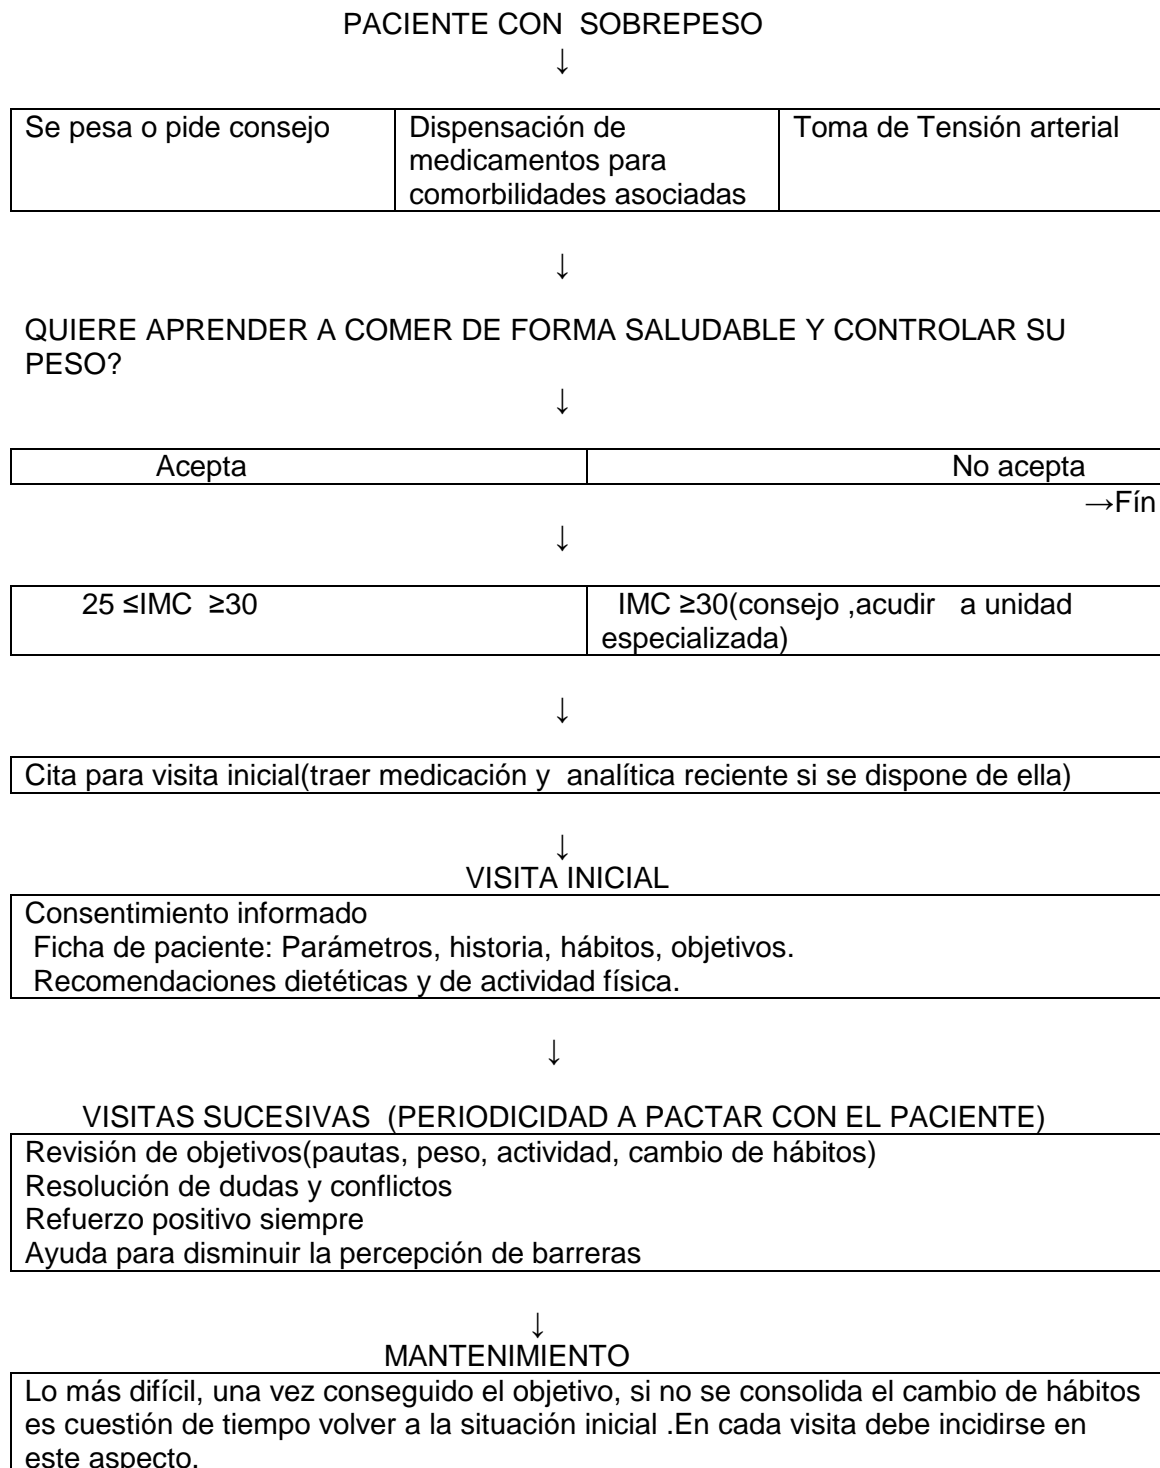 PACIENTE CON  SOBREPESO
↓
Se pesa o pide consejo
Dispensación de
medicamentos para
comorbilidades asociadas
Toma de Tensión arterial
↓
QUIERE APRENDER A COMER DE FORMA SALUDABLE Y CONTROLAR SU
PESO?
↓
Acepta
No acepta
→Fín
↓
25 ≤IMC  ≥30
IMC ≥30(consejo ,acudir   a unidad
especializada)
↓
Cita para visita inicial(traer medicación y  analítica reciente si se dispone de ella)
↓
VISITA INICIAL
Consentimiento informado
Ficha de paciente: Parámetros, historia, hábitos, objetivos.
Recomendaciones dietéticas y de actividad física.
↓
VISITAS SUCESIVAS  (PERIODICIDAD A PACTAR CON EL PACIENTE)
Revisión de objetivos(pautas, peso, actividad, cambio de hábitos)
Resolución de dudas y conflictos
Refuerzo positivo siempre
Ayuda para disminuir la percepción de barreras
↓
MANTENIMIENTO
Lo más difícil, una vez conseguido el objetivo, si no se consolida el cambio de hábitos
es cuestión de tiempo volver a la situación inicial .En cada visita debe incidirse en
este aspecto.